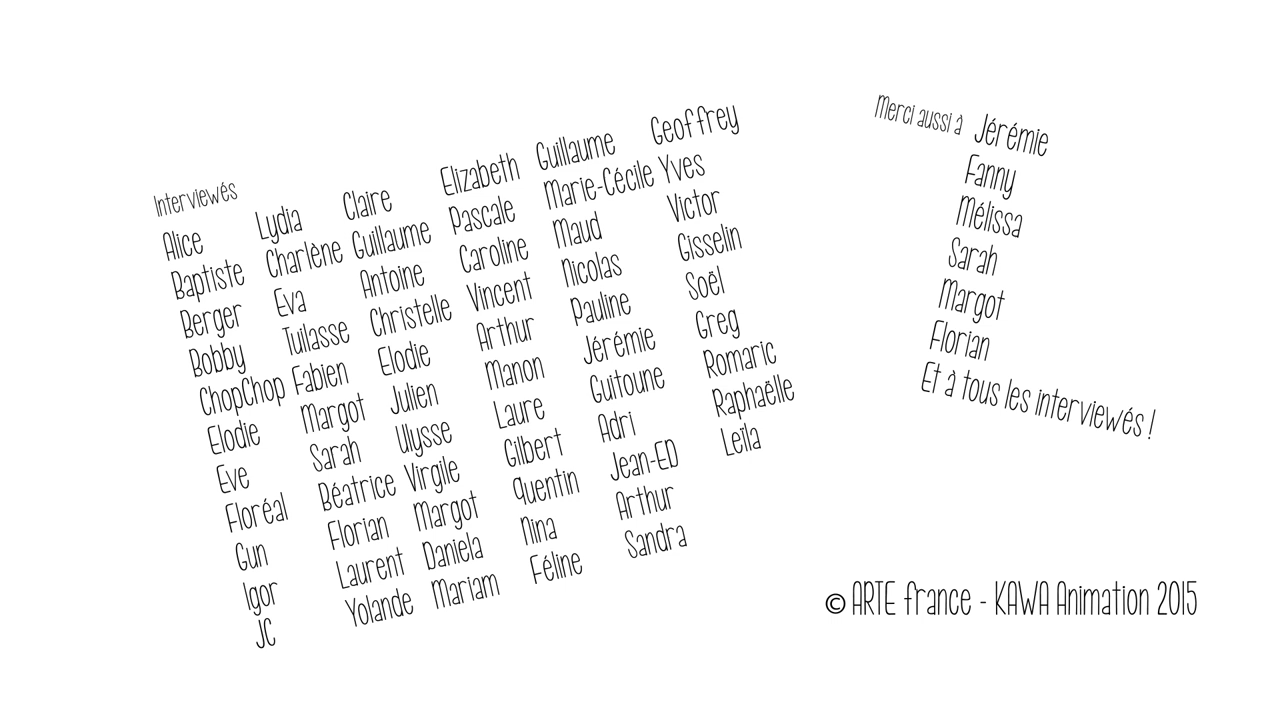 Interviewés
Alice
Baptiste
Berger
Bobby
ChopChop
Elodie
Eve
Floréal
Gun
Igor
JC
Lydia
Charlène
Eva
Tuilasse
Fabien
Margot
Sarah
Béatrice
Florian
Laurent
Yolande
Claire
Guillaume
Antoine
Christelle
Elodie
Julien
Ulysse
Virgile
Margot
Daniela
Mariam
Elizabeth
Pascale
Caroline
Vincent
Arthur
Manon
Laure
Gilbert
Quentin
Nina
Féline
Guillaume
Marie-Cécile
Maud
Nicolas
Pauline
Jérémie
Guitoune
Adri
Jean-ED
Arthur
Sandra
Geoffrey
Yves
Victor
Gisselin
Soël
Greg
Romaric
Raphaëlle
Leïla
Merci aussi à Jérémie
Fanny
Mélissa
Sarah
Margot
Florian
Et à tous les interviewés !
© ARTE france - KAWA Animation 2015